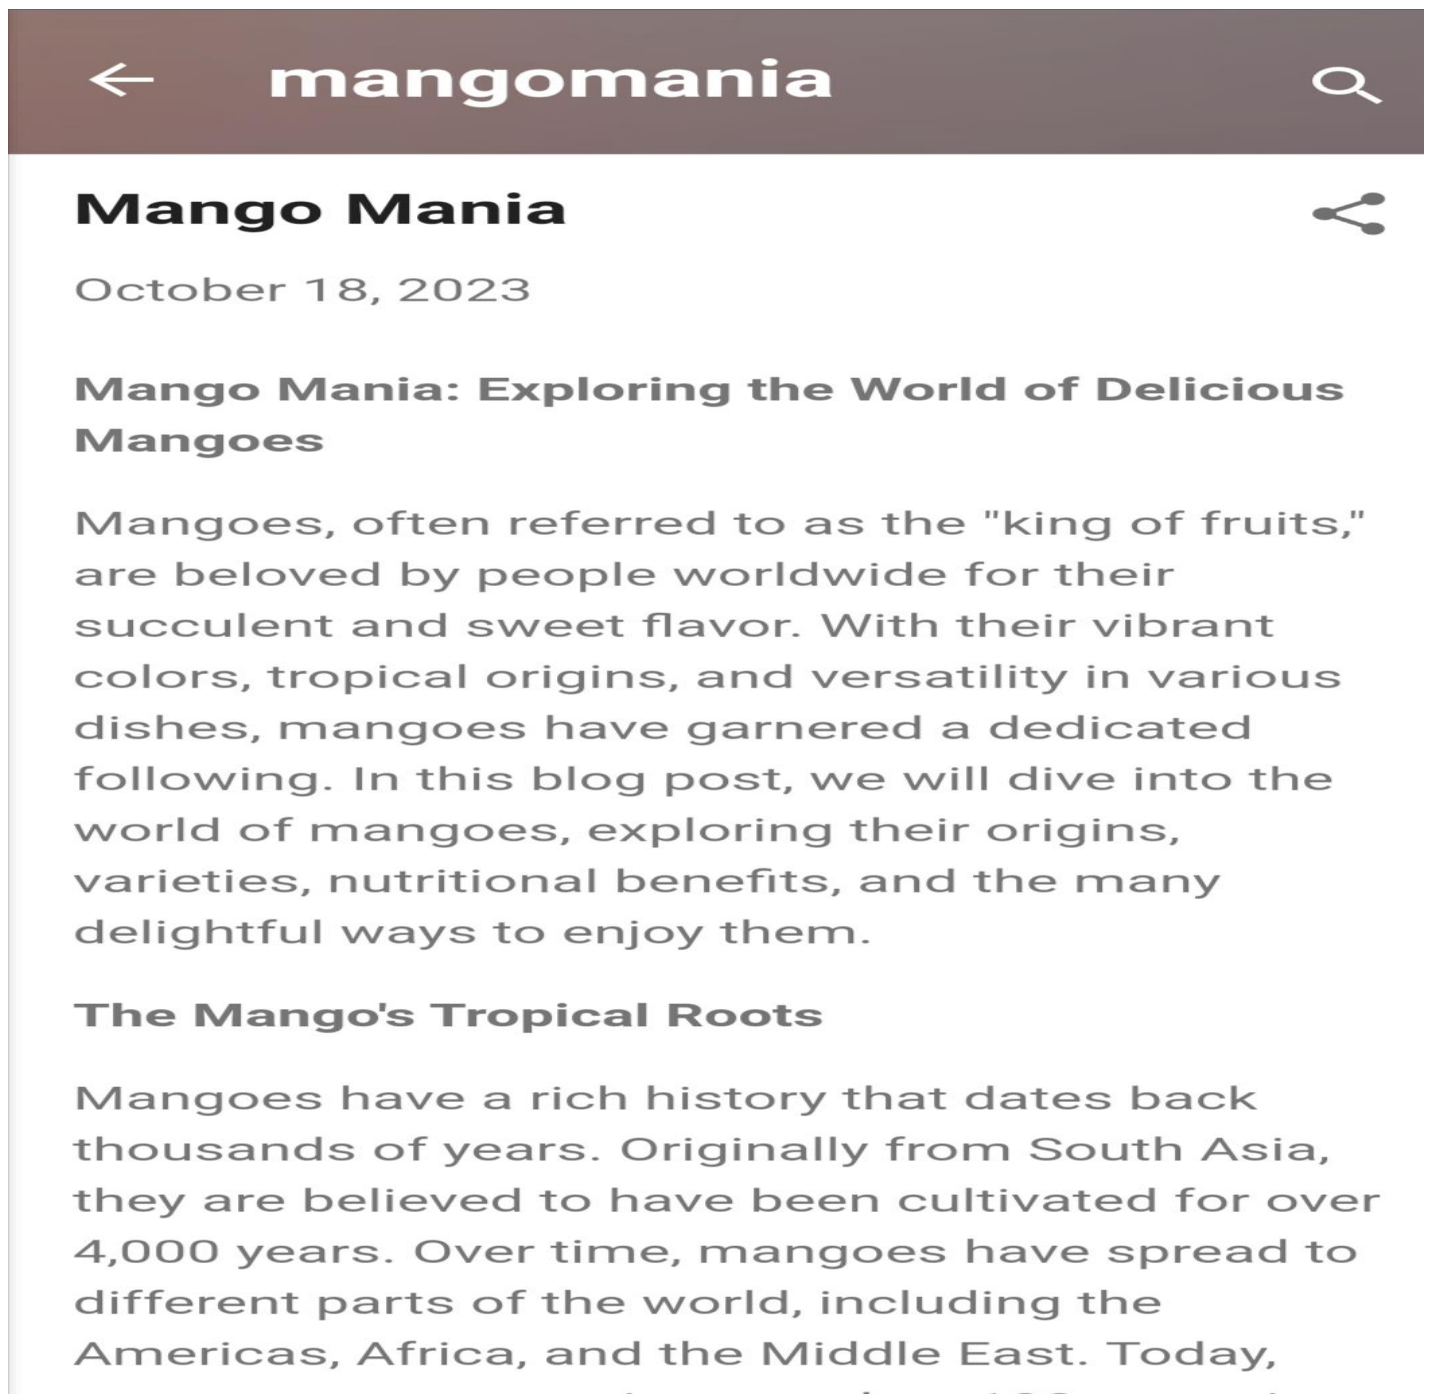 mangomania
Mango Mania
October 18, 2023
Mango Mania: Exploring the World of Delicious
Mangoes
Mangoes, often referred to as the "king of fruits,"
are beloved by people worldwide for their
succulent and sweet flavor. With their vibrant
colors, tropical origins, and versatility in various
dishes, mangoes have garnered a dedicated
following. In this blog post, we will dive into the
world of mangoes, exploring their origins,
varieties, nutritional benefits, and the many
delightful ways to enjoy them.
The Mango's Tropical Roots
Mangoes have a rich history that dates back
thousands of years. Originally from South Asia,
they are believed to have been cultivated for over
4,000 years. Over time, mangoes have spread to
different parts of the world, including the
Americas, Africa, and the Middle East. Today,